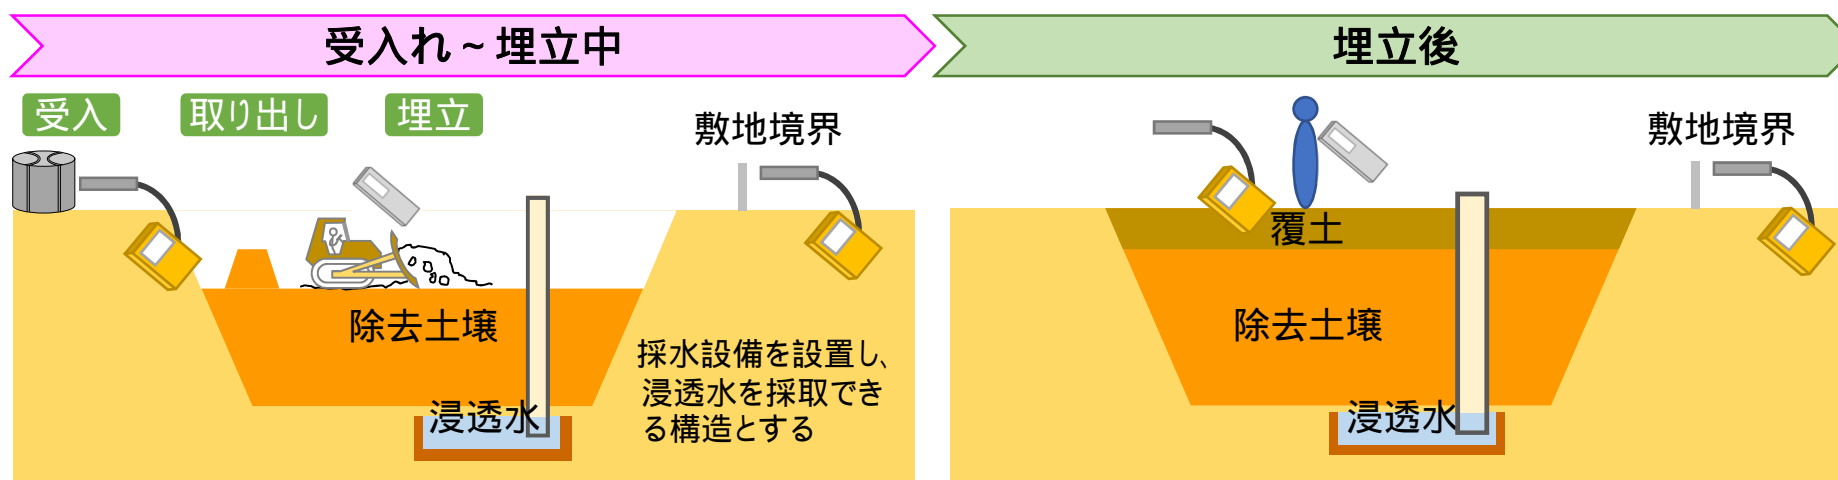 受入れ~埋立中
埋立後
受入
取り出し
埋立
敷地境界
除去土壌
浸透水
採水設備を設置し、
浸透水を採取でき
る構造とする
敷地境界
覆土
除去土壌
浸透水